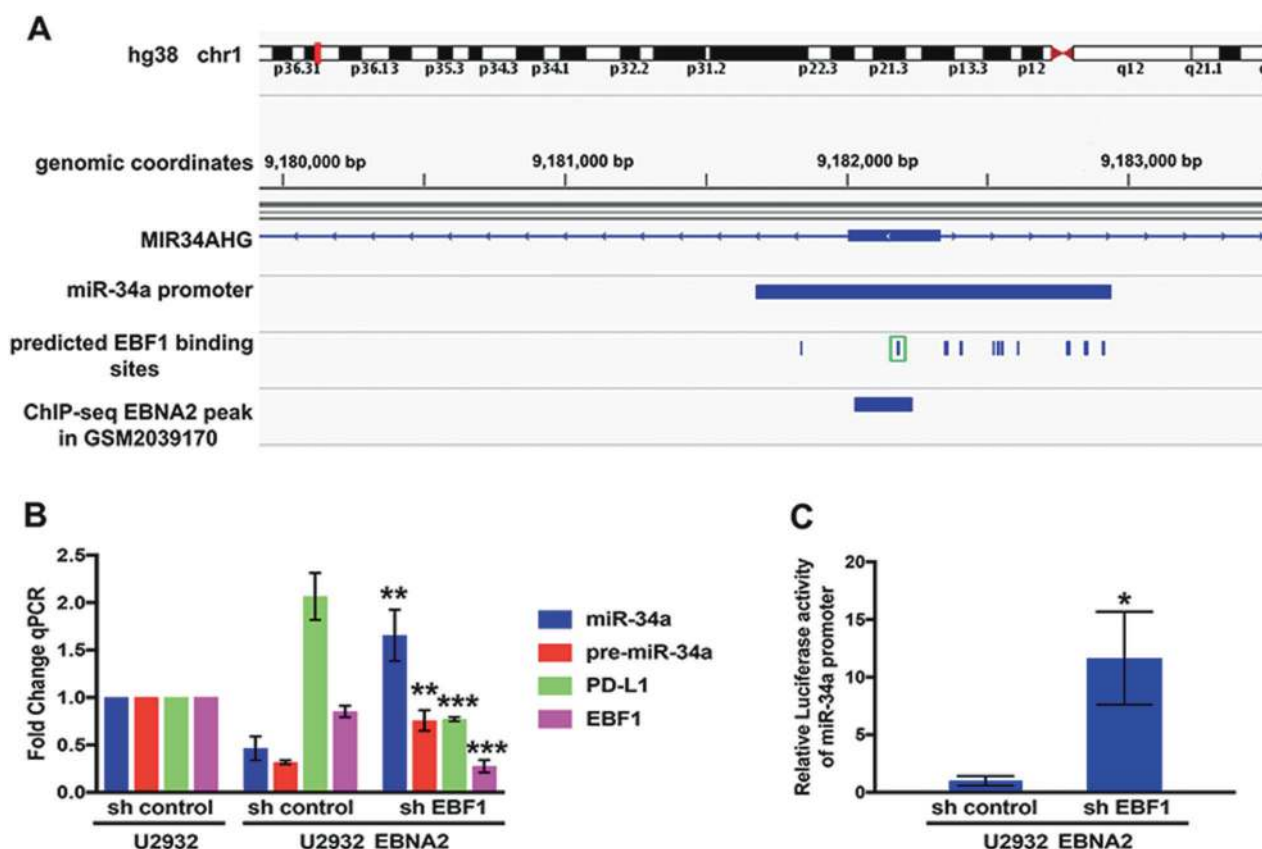 A
hg38 chr1
p36.31 p36.13 p35.3 p34.3 p34.1 p32.2 p31.2 p22.3 p21.3 p13.3 p12 q12 q21.1
genomic coordinates 9,180,000 bp 9,181,000 bp 9,182,000 bp 9,183,000 bp
MIR34AHG
miR-34a promoter
predicted EBF1 binding
sites
ChIP-seq EBNA2 peak
in GSM2039170
B
Fold Change qPCR
2.5
2.0
1.5
1.0
0.5
0.0
** ** *** ***
sh control sh control sh EBF1
U2932 U2932 EBNA2
miR-34a
pre-miR-34a
PD-L1
EBF1
C
Relative Luciferase activity
of miR-34a promoter
20
15
10
5
0
*
sh control sh EBF1
U2932 EBNA2